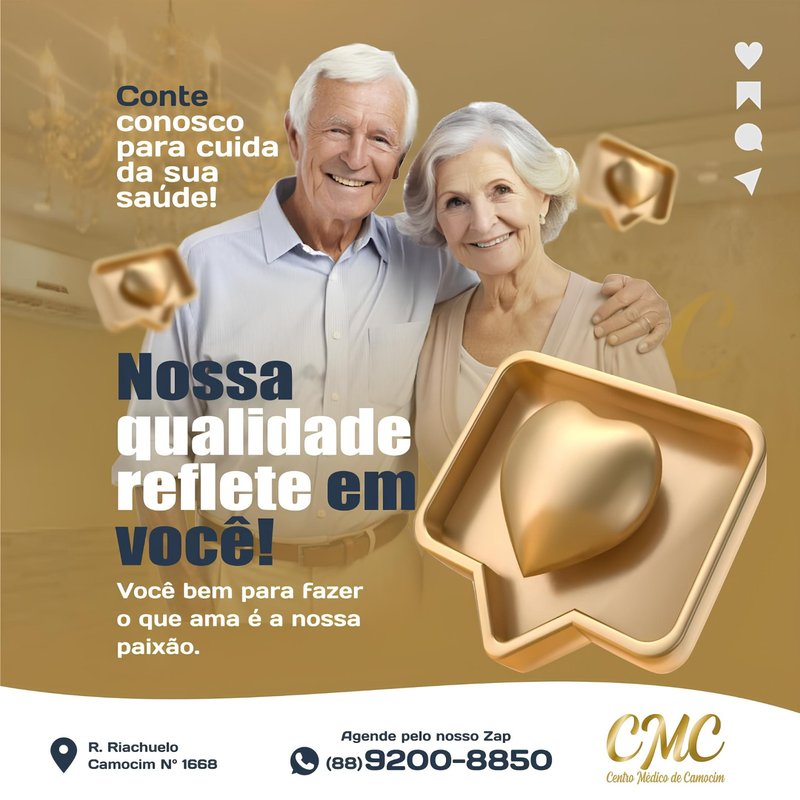 Conte
conosco
para cuida
da sua
saúde!
Nossa
qualidade
reflete em
você!
Você bem para fazer
o que ama é a nossa
paixão.
R. Riachuelo
Camocim Nº 1668
Agende pelo nosso Zap
(88)9200-8850
CMC
Centro Médico de Camocim
C